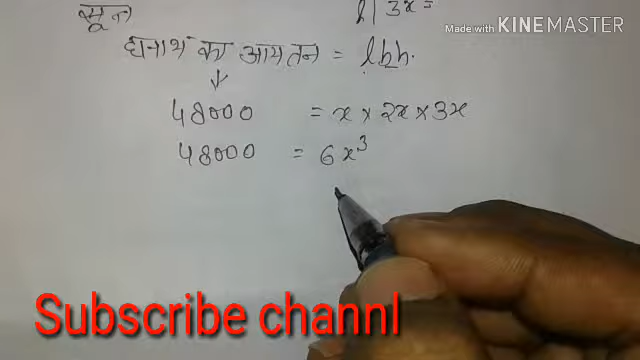 सूत्र
h | 3x =
Made with KINEMASTER
घनाभ का आयतन = lbh.
48000 = x × 2x × 3x
48000 = 6x³
Subscribe channl